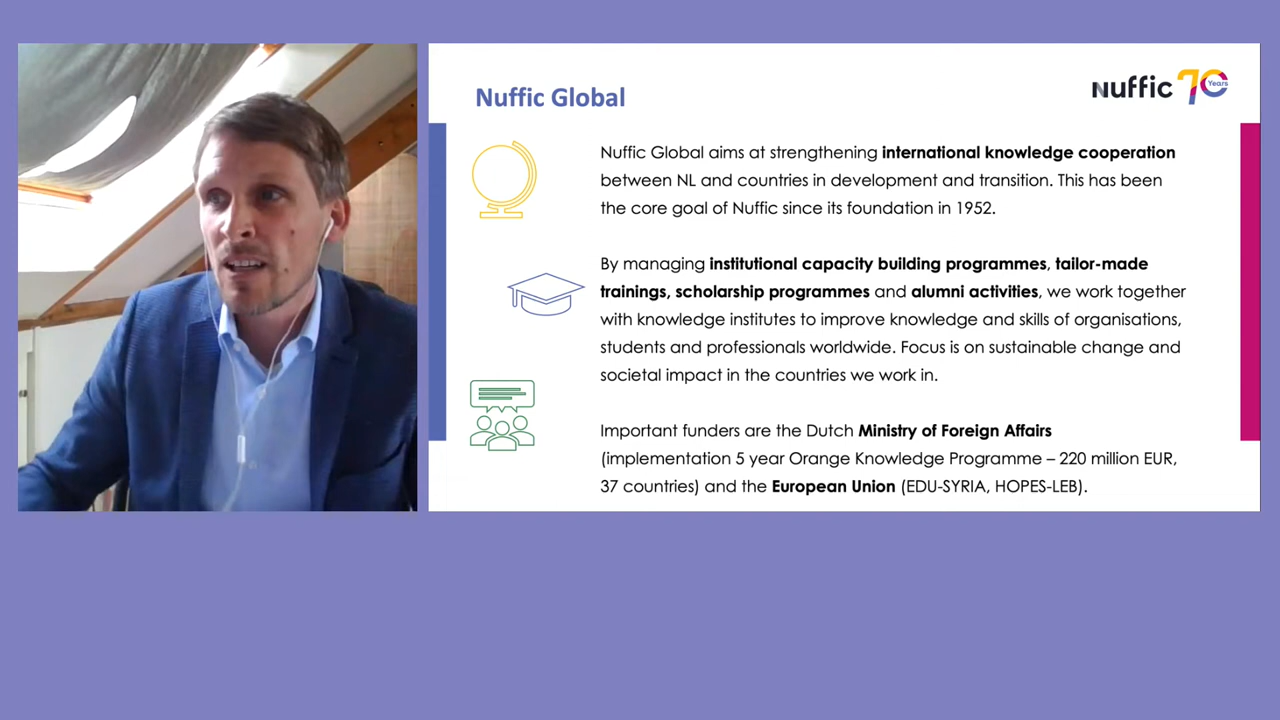 Nuffic Global
Nuffic 70 Years
Nuffic Global aims at strengthening international knowledge cooperation
between NL and countries in development and transition. This has been
the core goal of Nuffic since its foundation in 1952.
By managing institutional capacity building programmes, tailor-made
trainings, scholarship programmes and alumni activities, we work together
with knowledge institutes to improve knowledge and skills of organisations,
students and professionals worldwide. Focus is on sustainable change and
societal impact in the countries we work in.
Important funders are the Dutch Ministry of Foreign Affairs
(implementation 5 year Orange Knowledge Programme – 220 million EUR,
37 countries) and the European Union (EDU-SYRIA, HOPES-LEB).